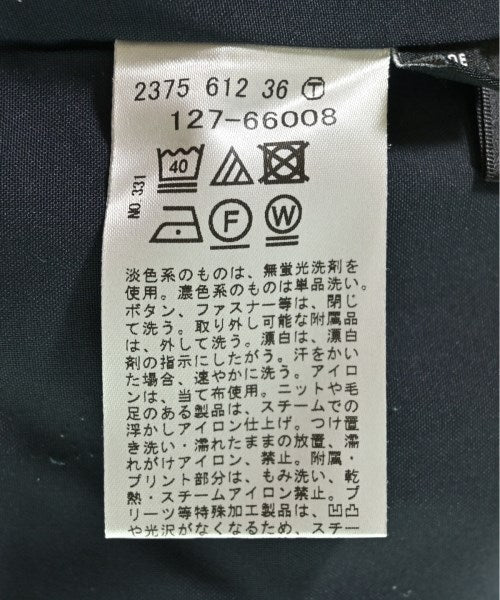 DE
2375 612 36 Ⓣ
127-66008
NO.331
40
F
W
淡色系のものは、無蛍光洗剤を
使用。濃色系のものは単品洗い。
ボタン、ファスナー等は、閉じ
て洗う。取り外し可能な附属品
は、外して洗う。漂白は、漂白
剤の指示にしたがう。汗をかい
た場合、速やかに洗う。アイロ
ンは、当て布使用。ニットや毛
足のある製品は、スチームでの
浮かしアイロン仕上げ。つけ置
き洗い・濡れたままの放置、濡
れがけアイロン、禁止。附属・
プリント部分は、もみ洗い、乾
熱・スチームアイロン禁止。プ
リーツ等特殊加工製品は、凹凸
や光沢がなくなるため、スチー